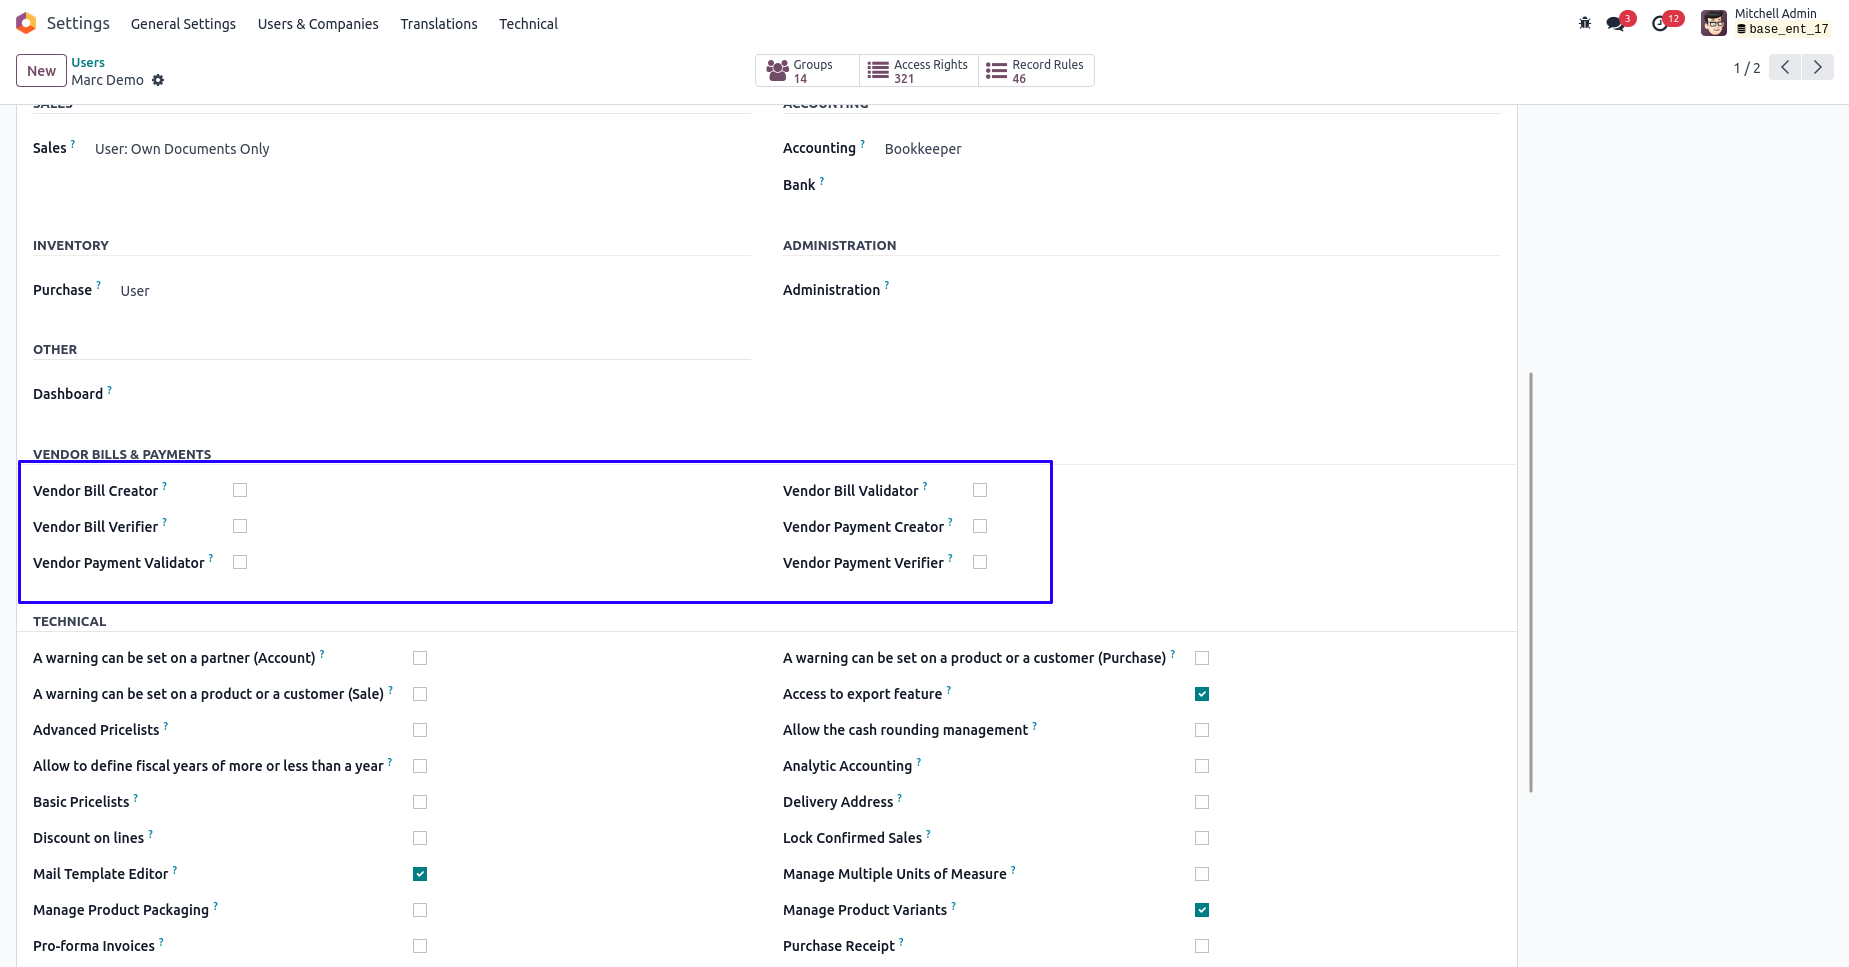 Settings General Settings Users & Companies Translations Technical 3 12 Mitchell Admin
base_ent_17
New Users
Marc Demo
Groups 14 Access Rights 321 Record Rules 46
1 / 2
SALES ACCOUNTING
Sales ? User: Own Documents Only Accounting ? Bookkeeper
Bank ?
INVENTORY ADMINISTRATION
Purchase ? User Administration ?
OTHER
Dashboard ?
VENDOR BILLS & PAYMENTS
Vendor Bill Creator ? Vendor Bill Validator ?
Vendor Bill Verifier ? Vendor Payment Creator ?
Vendor Payment Validator ? Vendor Payment Verifier ?
TECHNICAL
A warning can be set on a partner (Account) ? A warning can be set on a product or a customer (Purchase) ?
A warning can be set on a product or a customer (Sale) ? Access to export feature ?
Advanced Pricelists ? Allow the cash rounding management ?
Allow to define fiscal years of more or less than a year ? Analytic Accounting ?
Basic Pricelists ? Delivery Address ?
Discount on lines ? Lock Confirmed Sales ?
Mail Template Editor ? Manage Multiple Units of Measure ?
Manage Product Packaging ? Manage Product Variants ?
Pro-forma Invoices ? Purchase Receipt ?